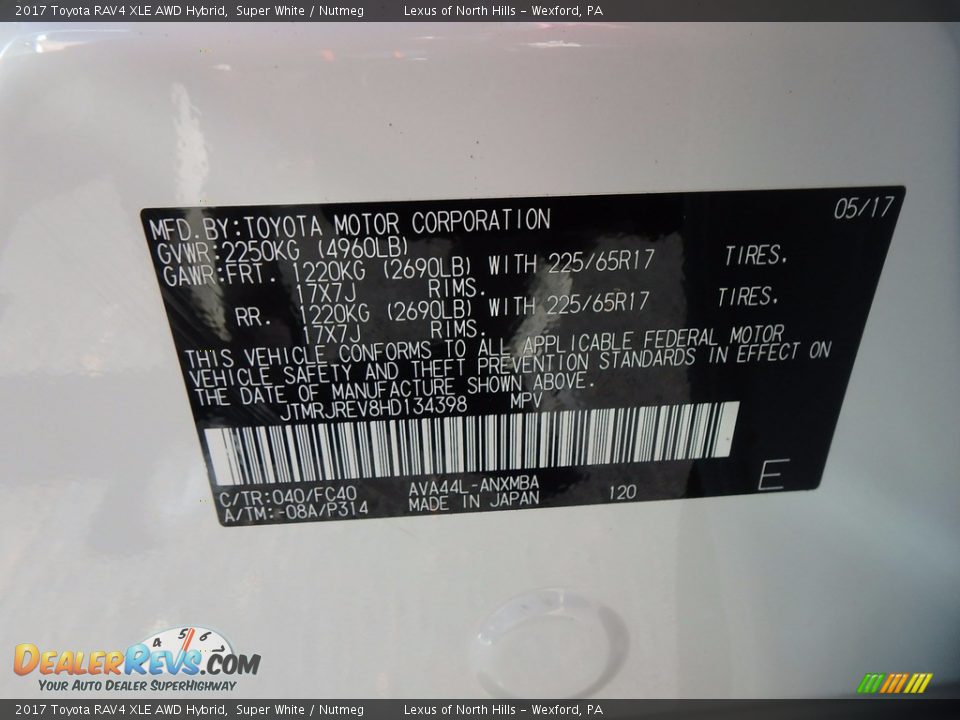 2017 Toyota RAV4 XLE AWD Hybrid, Super White / Nutmeg Lexus of North Hills - Wexford, PA
05/17
MFD. BY: TOYOTA MOTOR CORPORATION
GVWR: 2250KG (4960LB)
GAWR: FRT. 1220KG (2690LB) WITH 225/65R17 TIRES.
17X7J RIMS.
RR. 1220KG (2690LB) WITH 225/65R17 TIRES.
17X7J RIMS.
THIS VEHICLE CONFORMS TO ALL APPLICABLE FEDERAL MOTOR
VEHICLE SAFETY AND THEFT PREVENTION STANDARDS IN EFFECT ON
THE DATE OF MANUFACTURE SHOWN ABOVE.
JTMRJREV8HD134398 MPV
C/TR: 040/FC40 AVA44L-ANXMBA 120 E
A/TM: -08A/P314 MADE IN JAPAN
4 5 6
DEALERREVS.COM
YOUR AUTO DEALER SUPERHIGHWAY
2017 Toyota RAV4 XLE AWD Hybrid, Super White / Nutmeg Lexus of North Hills - Wexford, PA